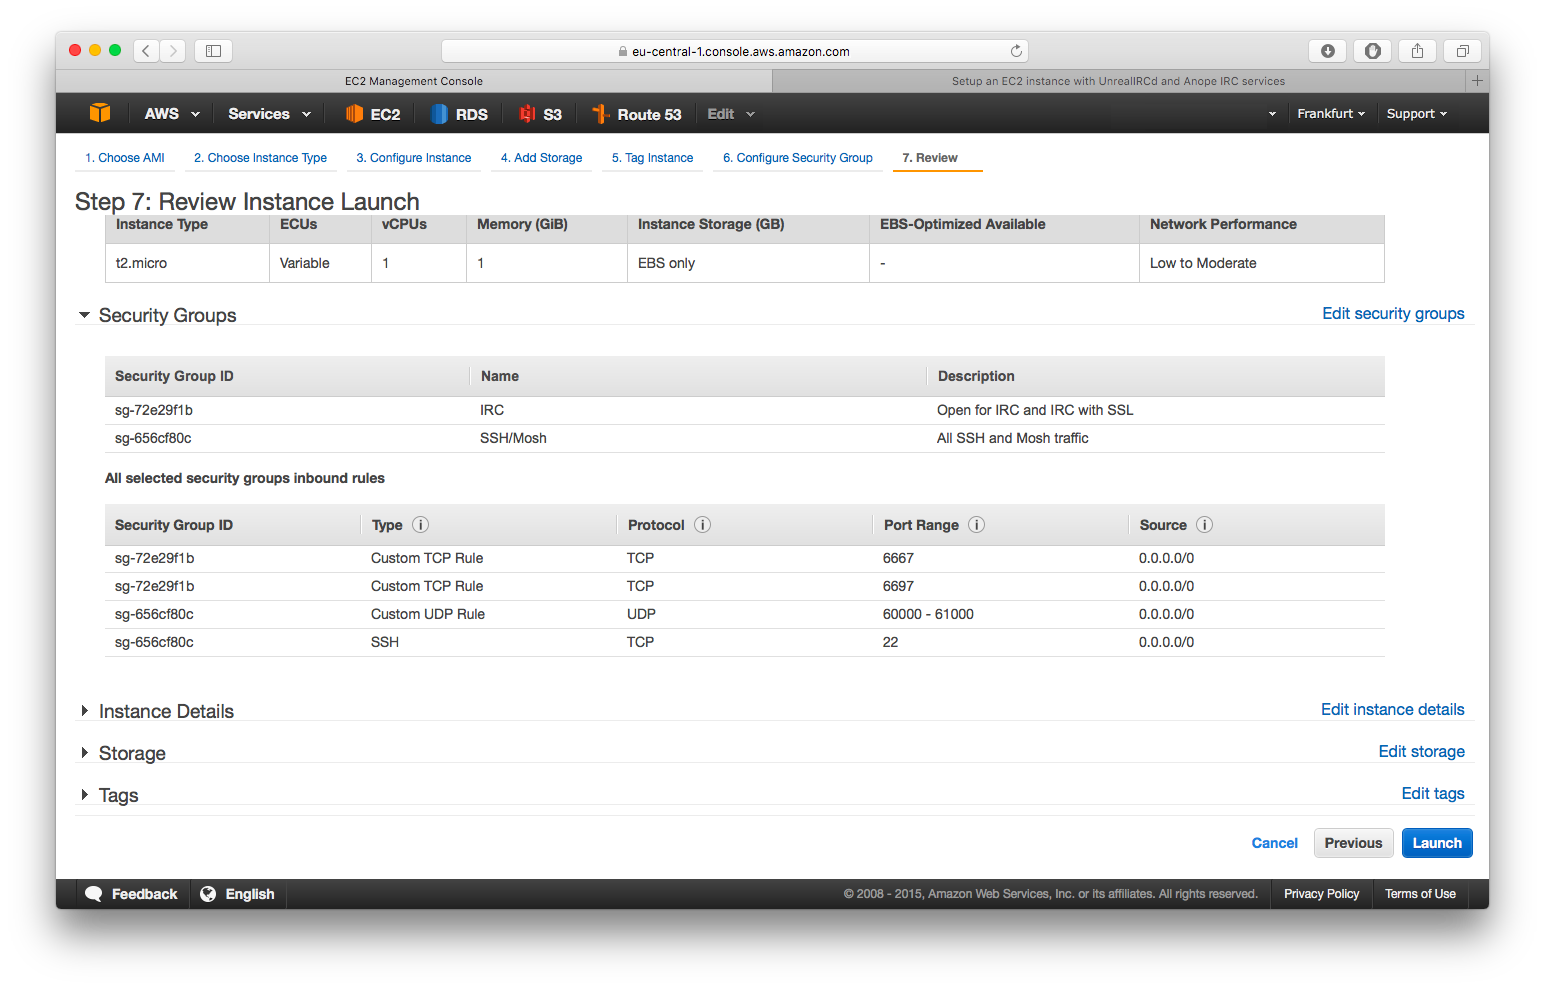 eu-central-1.console.aws.amazon.com
EC2 Management Console
Setup an EC2 instance with UnrealIRCd and Anope IRC services
AWS Services EC2 RDS S3 Route 53 Edit Frankfurt Support
1. Choose AMI 2. Choose Instance Type 3. Configure Instance 4. Add Storage 5. Tag Instance 6. Configure Security Group 7. Review
Step 7: Review Instance Launch
Instance Type ECUs vCPUs Memory (GiB) Instance Storage (GB) EBS-Optimized Available Network Performance
t2.micro Variable 1 1 EBS only - Low to Moderate
Security Groups Edit security groups
Security Group ID Name Description
sg-72e29f1b IRC Open for IRC and IRC with SSL
sg-656cf80c SSH/Mosh All SSH and Mosh traffic
All selected security groups inbound rules
Security Group ID Type i Protocol i Port Range i Source i
sg-72e29f1b Custom TCP Rule TCP 6667 0.0.0.0/0
sg-72e29f1b Custom TCP Rule TCP 6697 0.0.0.0/0
sg-656cf80c Custom UDP Rule UDP 60000 - 61000 0.0.0.0/0
sg-656cf80c SSH TCP 22 0.0.0.0/0
Instance Details Edit instance details
Storage Edit storage
Tags Edit tags
Cancel Previous Launch
Feedback English © 2008 - 2015, Amazon Web Services, Inc. or its affiliates. All rights reserved. Privacy Policy Terms of Use